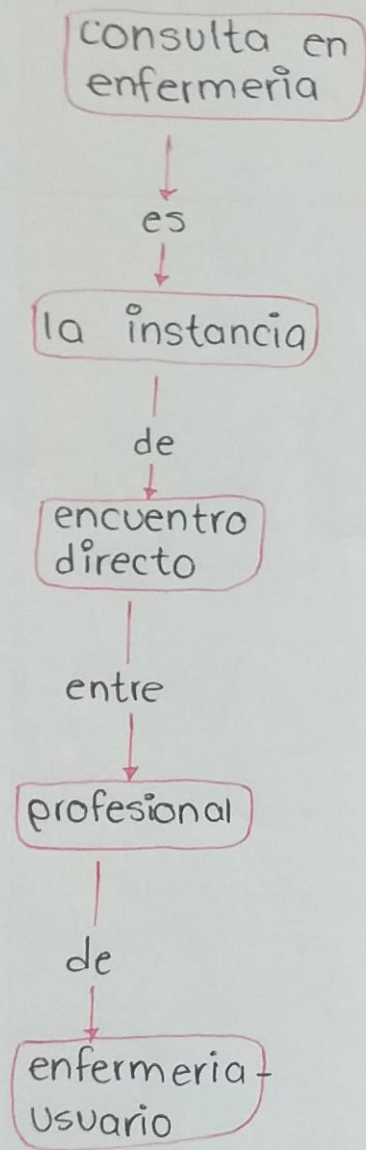 consulta en
enfermeria
es
la instancia
de
encuentro
directo
entre
profesional
de
enfermeria-
usuario